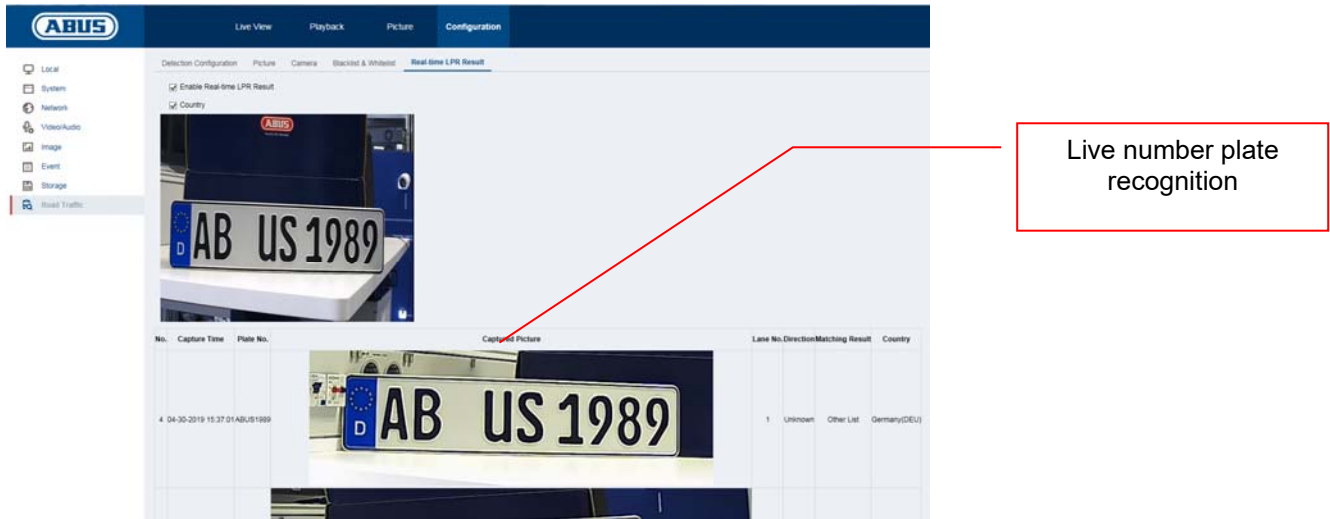 ABUS
Live View
Playback
Picture
Configuration
Local
System
Network
Video/Audio
Image
Event
Storage
Road Traffic
Detection Configuration
Picture
Camera
Blacklist & Whitelist
Real-time LPR Result
Enable Real-time LPR Result
Country
ABUS
D AB US 1989
Live number plate
recognition
No. Capture Time Plate No. Captured Picture Lane No. Direction Matching Result Country
D AB US 1989
4 04-30-2019 15:37:01 ABUS1989 1 Unknown Other List Germany(DEU)